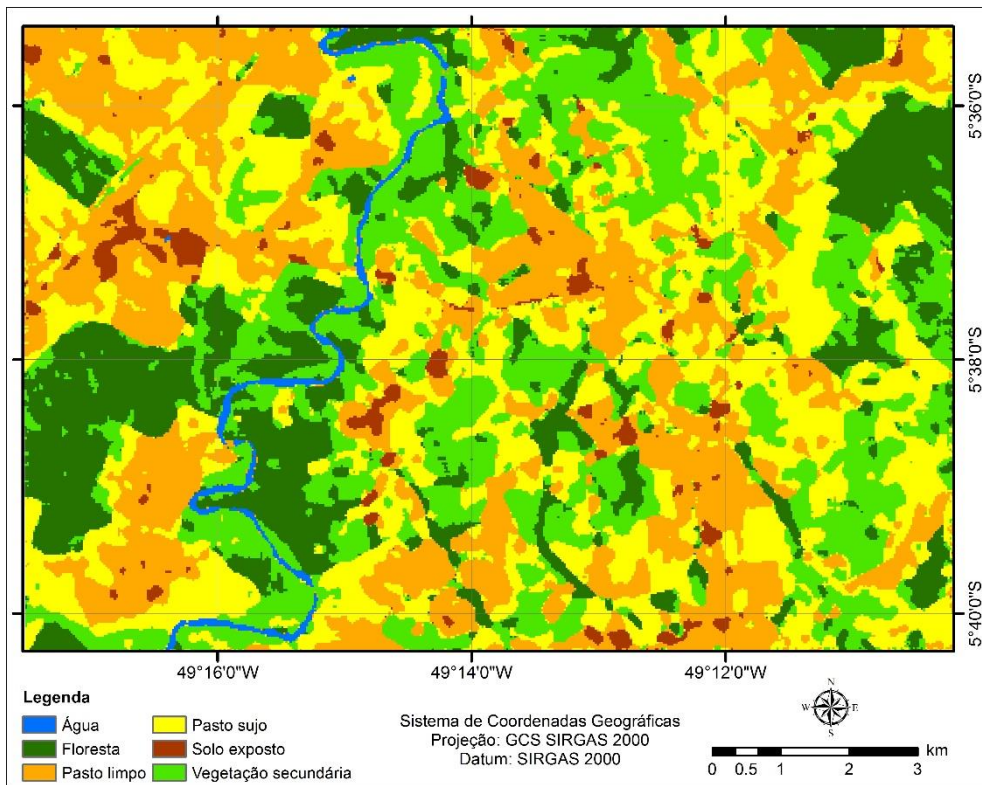 5°36'0"S
5°38'0"S
5°40'0"S
49°16'0"W
49°14'0"W
49°12'0"W
Legenda
Água
Floresta
Pasto limpo
Pasto sujo
Solo exposto
Vegetação secundária
Sistema de Coordenadas Geográficas
Projeção: GCS SIRGAS 2000
Datum: SIRGAS 2000
N
W E
S
km
0 0.5 1 2 3